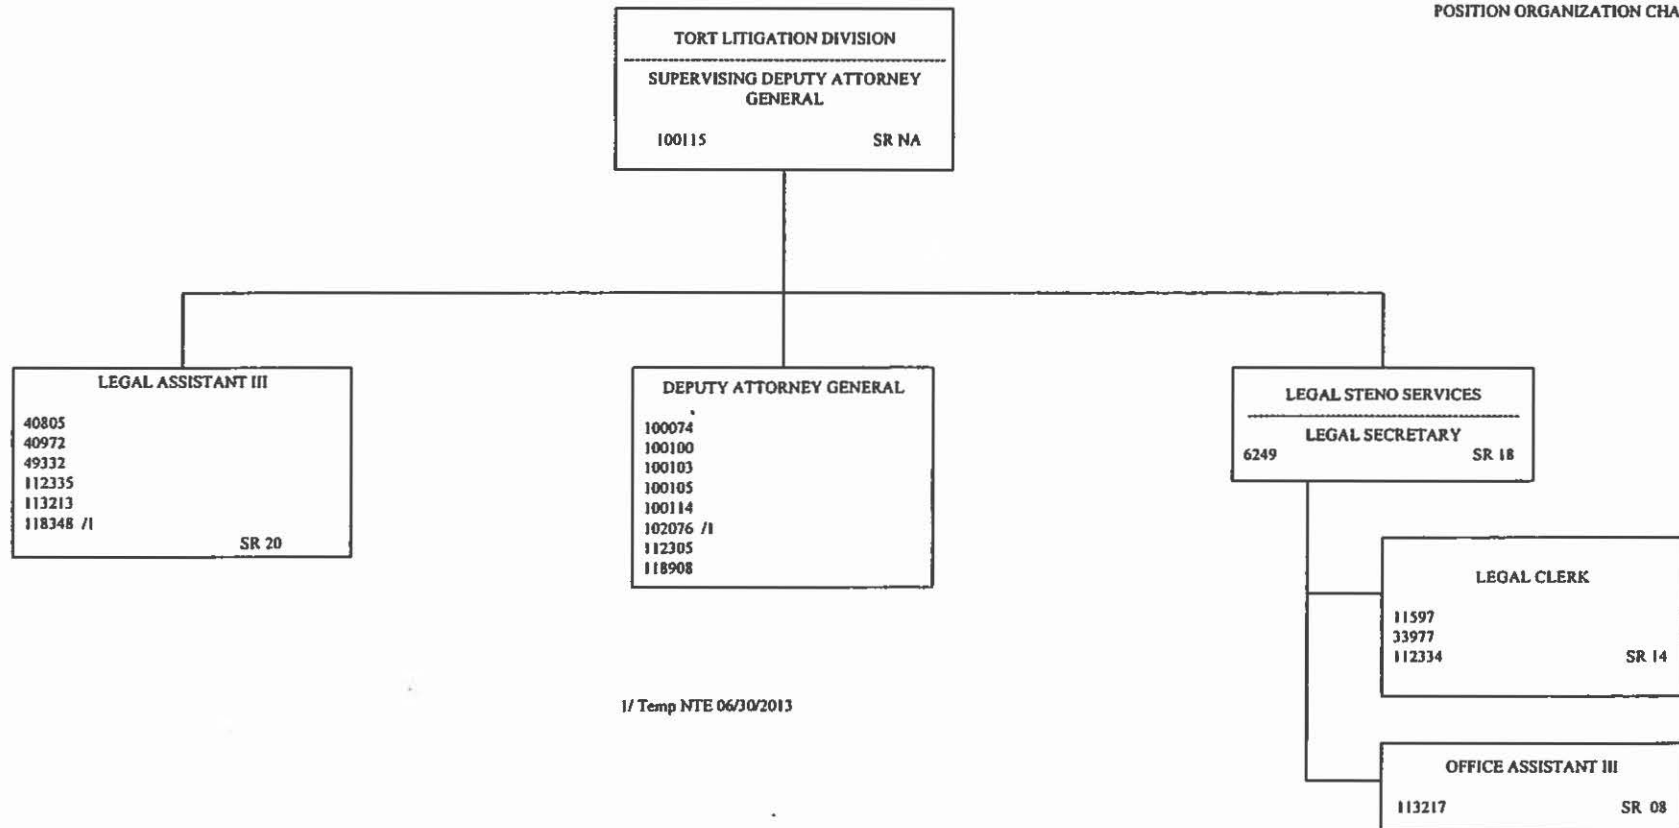 POSITION ORGANIZATION CHA
TORT LITIGATION DIVISION
SUPERVISING DEPUTY ATTORNEY
GENERAL
100115 SR NA
LEGAL ASSISTANT III
40805
40972
49332
112335
113213
118348 /1
SR 20
DEPUTY ATTORNEY GENERAL
100074
100100
100103
100105
100114
102076 /1
112305
118908
LEGAL STENO SERVICES
LEGAL SECRETARY
6249 SR 18
LEGAL CLERK
11597
33977
112334 SR 14
OFFICE ASSISTANT III
113217 SR 08
1/ Temp NTE 06/30/2013